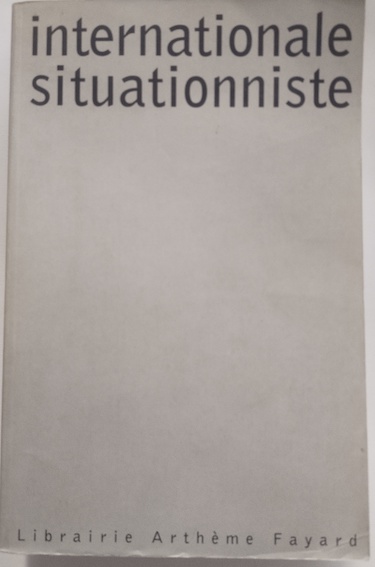 internationale
situationniste
Librairie Arthème Fayard